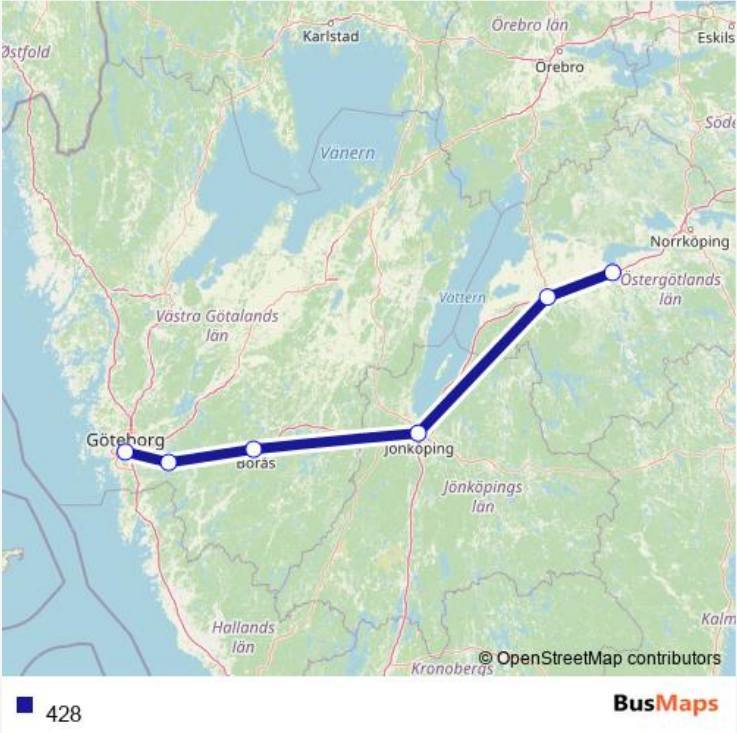 Karlstad
Örebro län
Eskils
Østfold
Örebro
Söde
Vänern
Norrköping
Östergötlands
län
Vättern
Västra Götalands
län
Göteborg
Borås
Jönköping
Jönköpings
län
Hallands
län
Kalm
Kronobergs
© OpenStreetMap contributors
428
BusMaps